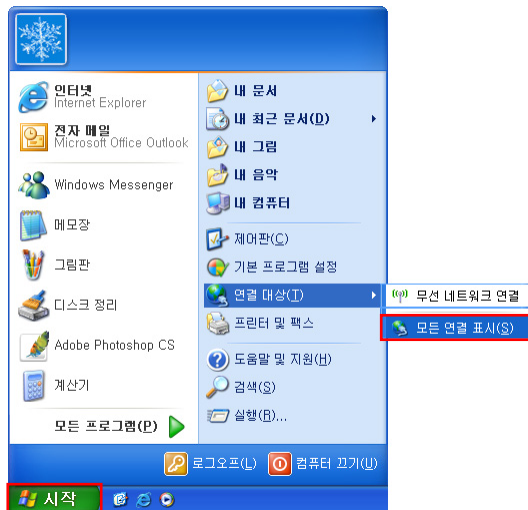 인터넷
Internet Explorer
전자 메일
Microsoft Office Outlook
Windows Messenger
메모장
그림판
디스크 정리
Adobe Photoshop CS
계산기
모든 프로그램(P)
내 문서
내 최근 문서(D)
내 그림
내 음악
내 컴퓨터
제어판(C)
기본 프로그램 설정
연결 대상(T)
프린터 및 팩스
도움말 및 지원(H)
검색(S)
실행(R)...
무선 네트워크 연결
모든 연결 표시(S)
로그오프(L)
컴퓨터 끄기(U)
시작